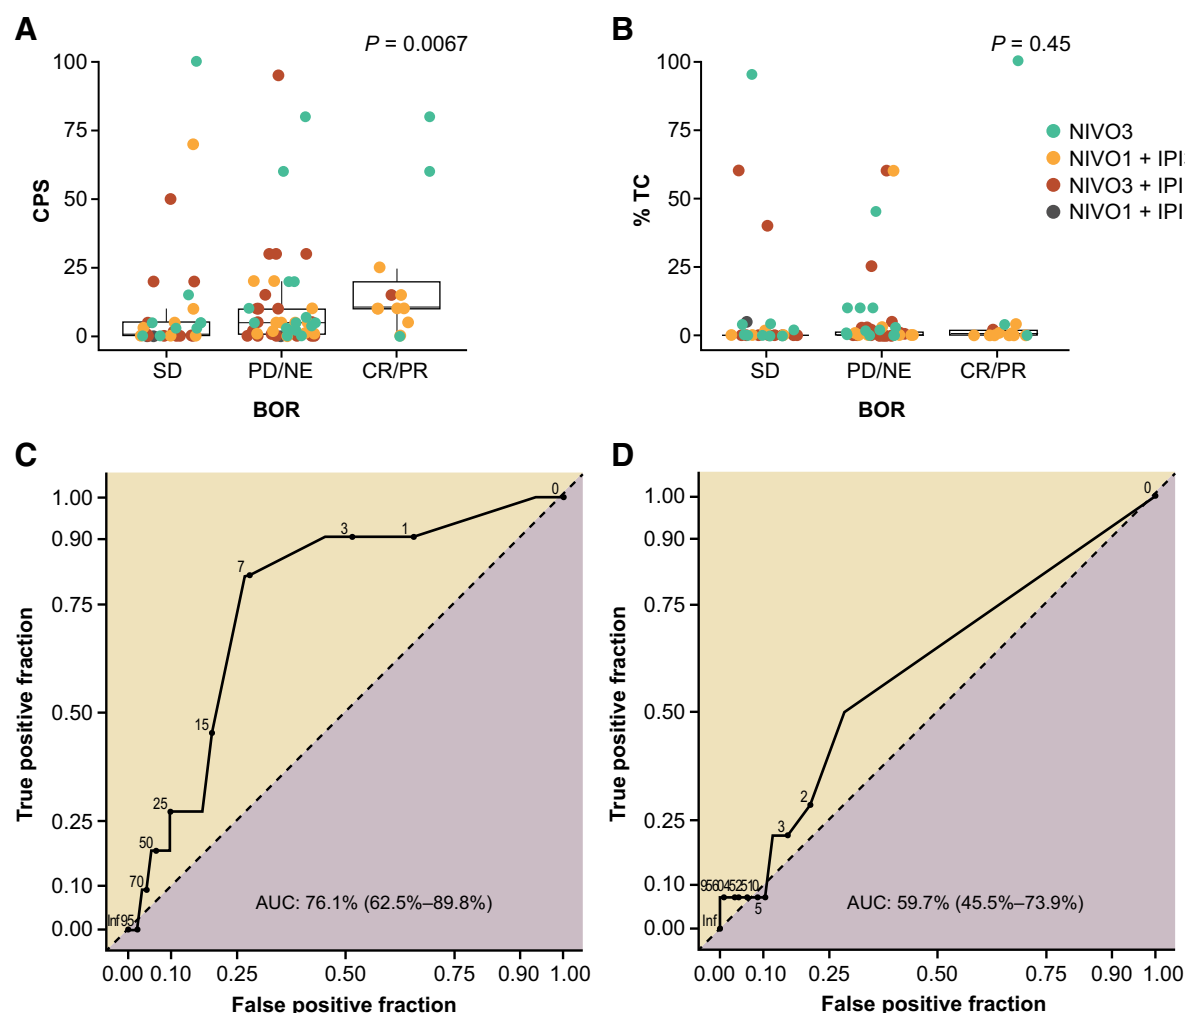 A
P = 0.0067
100
75
50
25
0
CPS
SD
PD/NE
CR/PR
BOR
B
P = 0.45
100
75
50
25
0
% TC
SD
PD/NE
CR/PR
BOR
NIVO3
NIVO1 + IPI
NIVO3 + IPI
NIVO1 + IPI
C
1.00
0.90
0.75
0.50
0.25
0.10
0.00
True positive fraction
0
1
3
7
15
25
50
70
95
Inf
AUC: 76.1% (62.5%–89.8%)
0.00 0.10 0.25 0.50 0.75 0.90 1.00
False positive fraction
D
1.00
0.90
0.75
0.50
0.25
0.10
0.00
True positive fraction
0
2
3
5
Inf
AUC: 59.7% (45.5%–73.9%)
0.00 0.10 0.25 0.50 0.75 0.90 1.00
False positive fraction